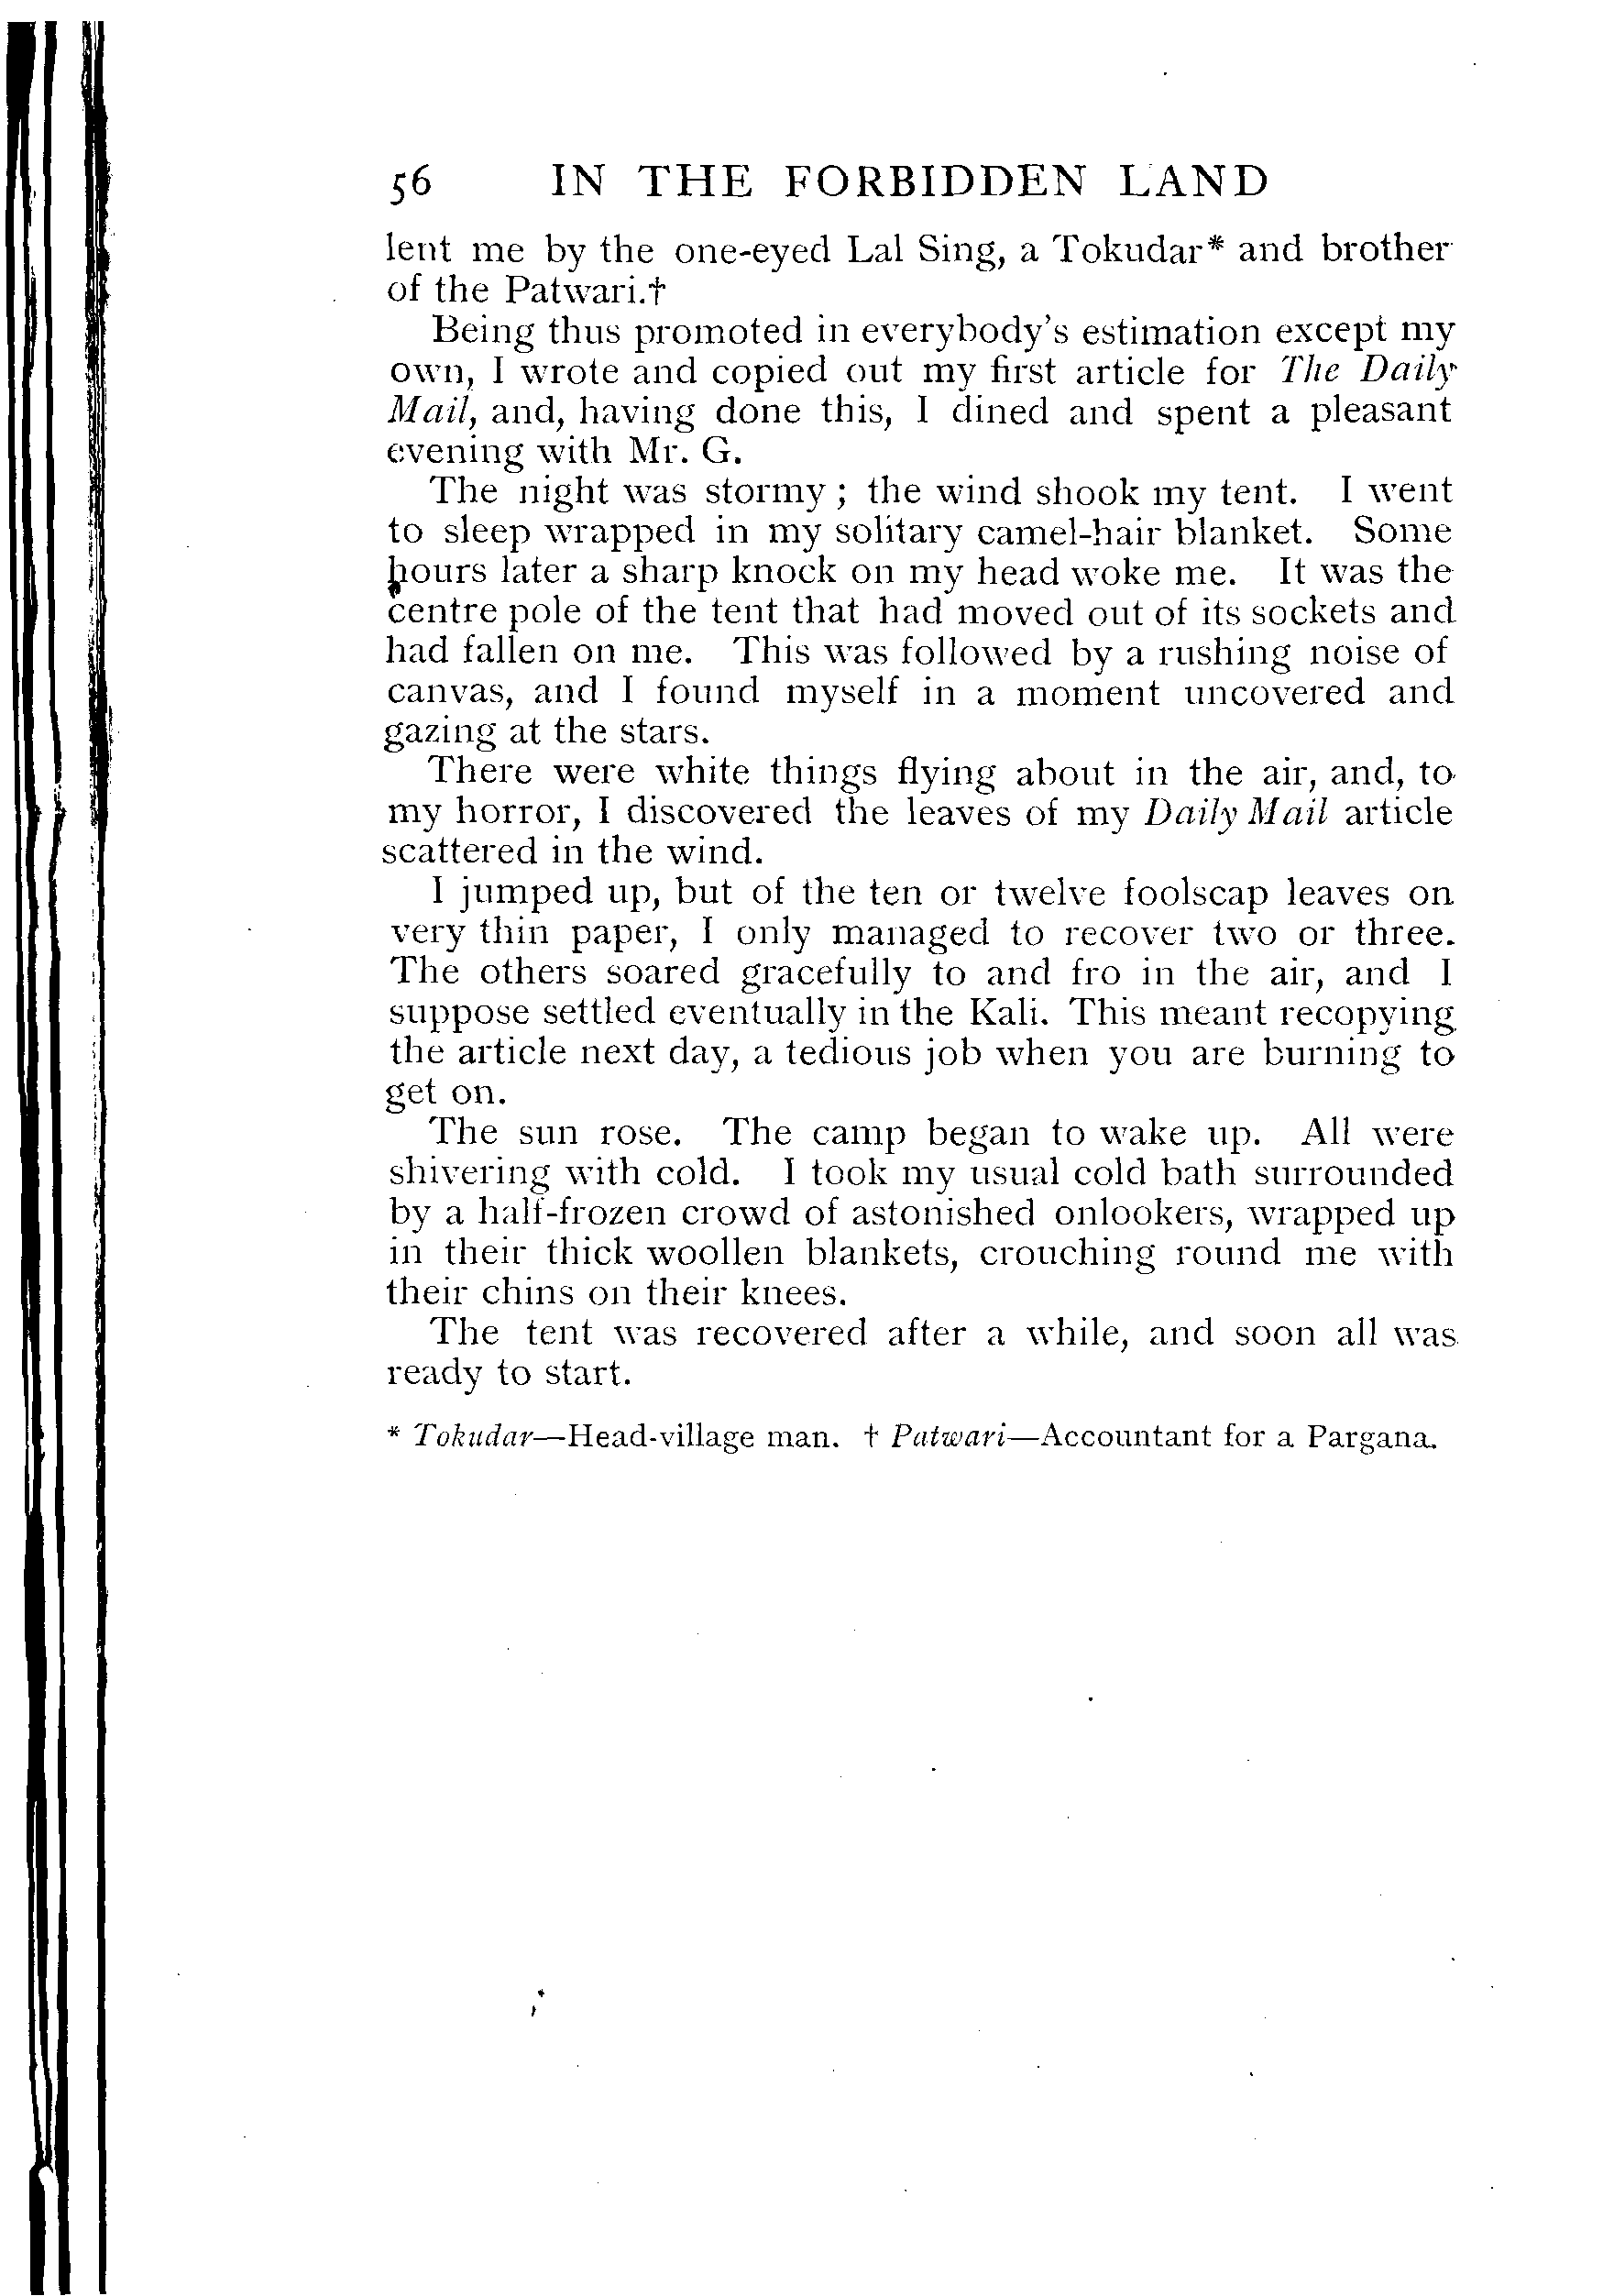 56 IN THE FORBIDDEN LAND
lent me by the one-eyed Lal Sing, a Tokudar* and brother
of the Patwari.†
Being thus promoted in everybody's estimation except my
own, I wrote and copied out my first article for The Daily
Mail, and, having done this, I dined and spent a pleasant
evening with Mr. G.
The night was stormy; the wind shook my tent. I went
to sleep wrapped in my solitary camel-hair blanket. Some
hours later a sharp knock on my head woke me. It was the
centre pole of the tent that had moved out of its sockets and
had fallen on me. This was followed by a rushing noise of
canvas, and I found myself in a moment uncovered and
gazing at the stars.
There were white things flying about in the air, and, to
my horror, I discovered the leaves of my Daily Mail article
scattered in the wind.
I jumped up, but of the ten or twelve foolscap leaves on
very thin paper, I only managed to recover two or three.
The others soared gracefully to and fro in the air, and I
suppose settled eventually in the Kali. This meant recopying
the article next day, a tedious job when you are burning to
get on.
The sun rose. The camp began to wake up. All were
shivering with cold. I took my usual cold bath surrounded
by a half-frozen crowd of astonished onlookers, wrapped up
in their thick woollen blankets, crouching round me with
their chins on their knees.
The tent was recovered after a while, and soon all was
ready to start.
* Tokudar—Head-village man. † Patwari—Accountant for a Pargana.